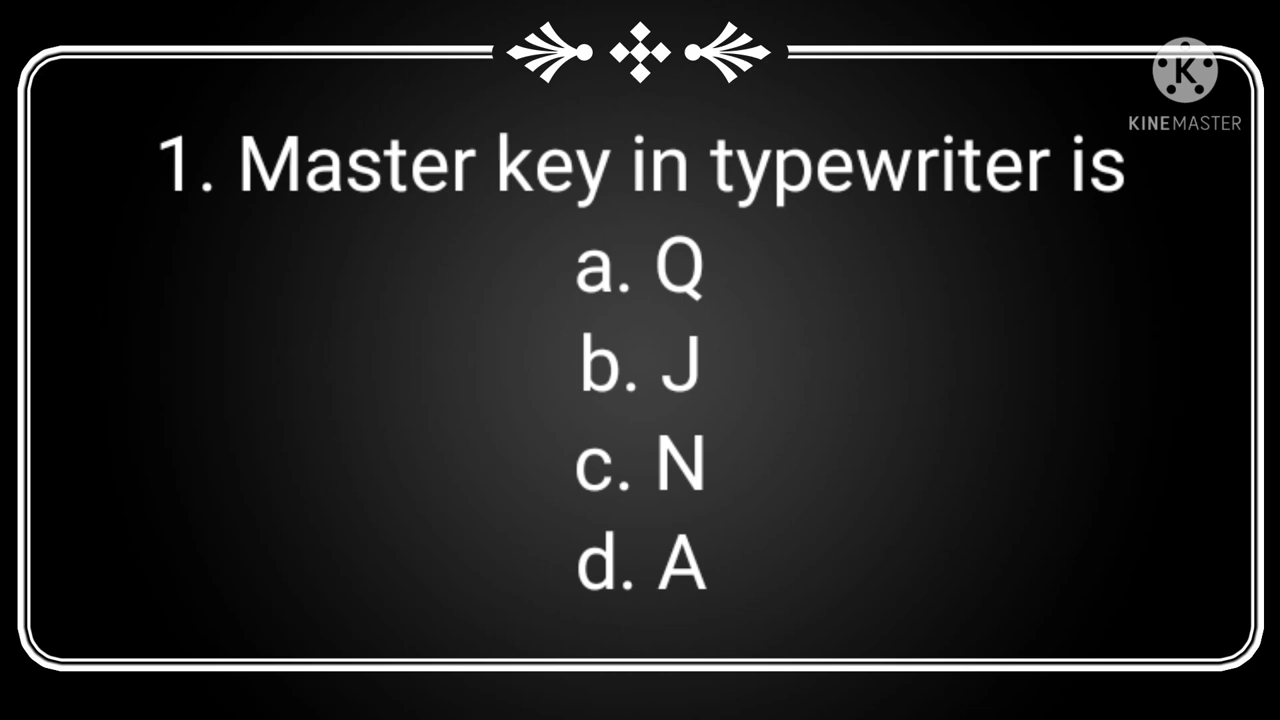 K
KINEMASTER
1. Master key in typewriter is
a. Q
b. J
c. N
d. A